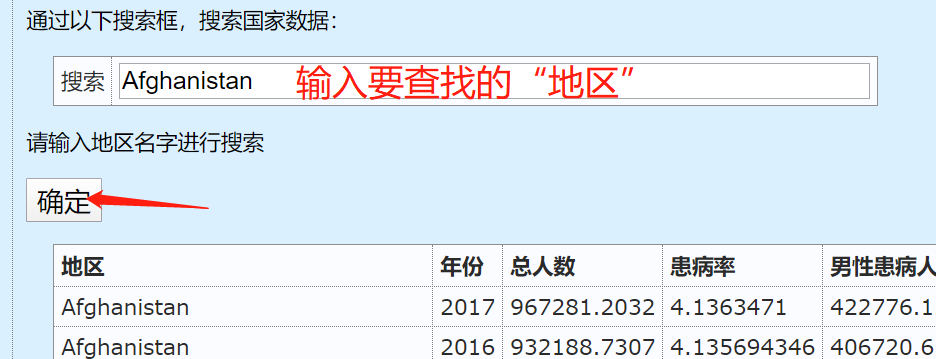 通过以下搜索框，搜索国家数据：
搜索 Afghanistan 输入要查找的“地区”
请输入地区名字进行搜索
确定
地区 年份 总人数 患病率 男性患病人
Afghanistan 2017 967281.2032 4.1363471 422776.1
Afghanistan 2016 932188.7307 4.135694346 406720.6